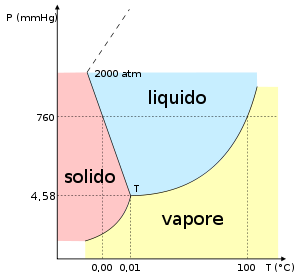 P (mmHg)
2000 atm
liquido
760
solido
T
4,58
vapore
0,00 0,01 100 T (°C)